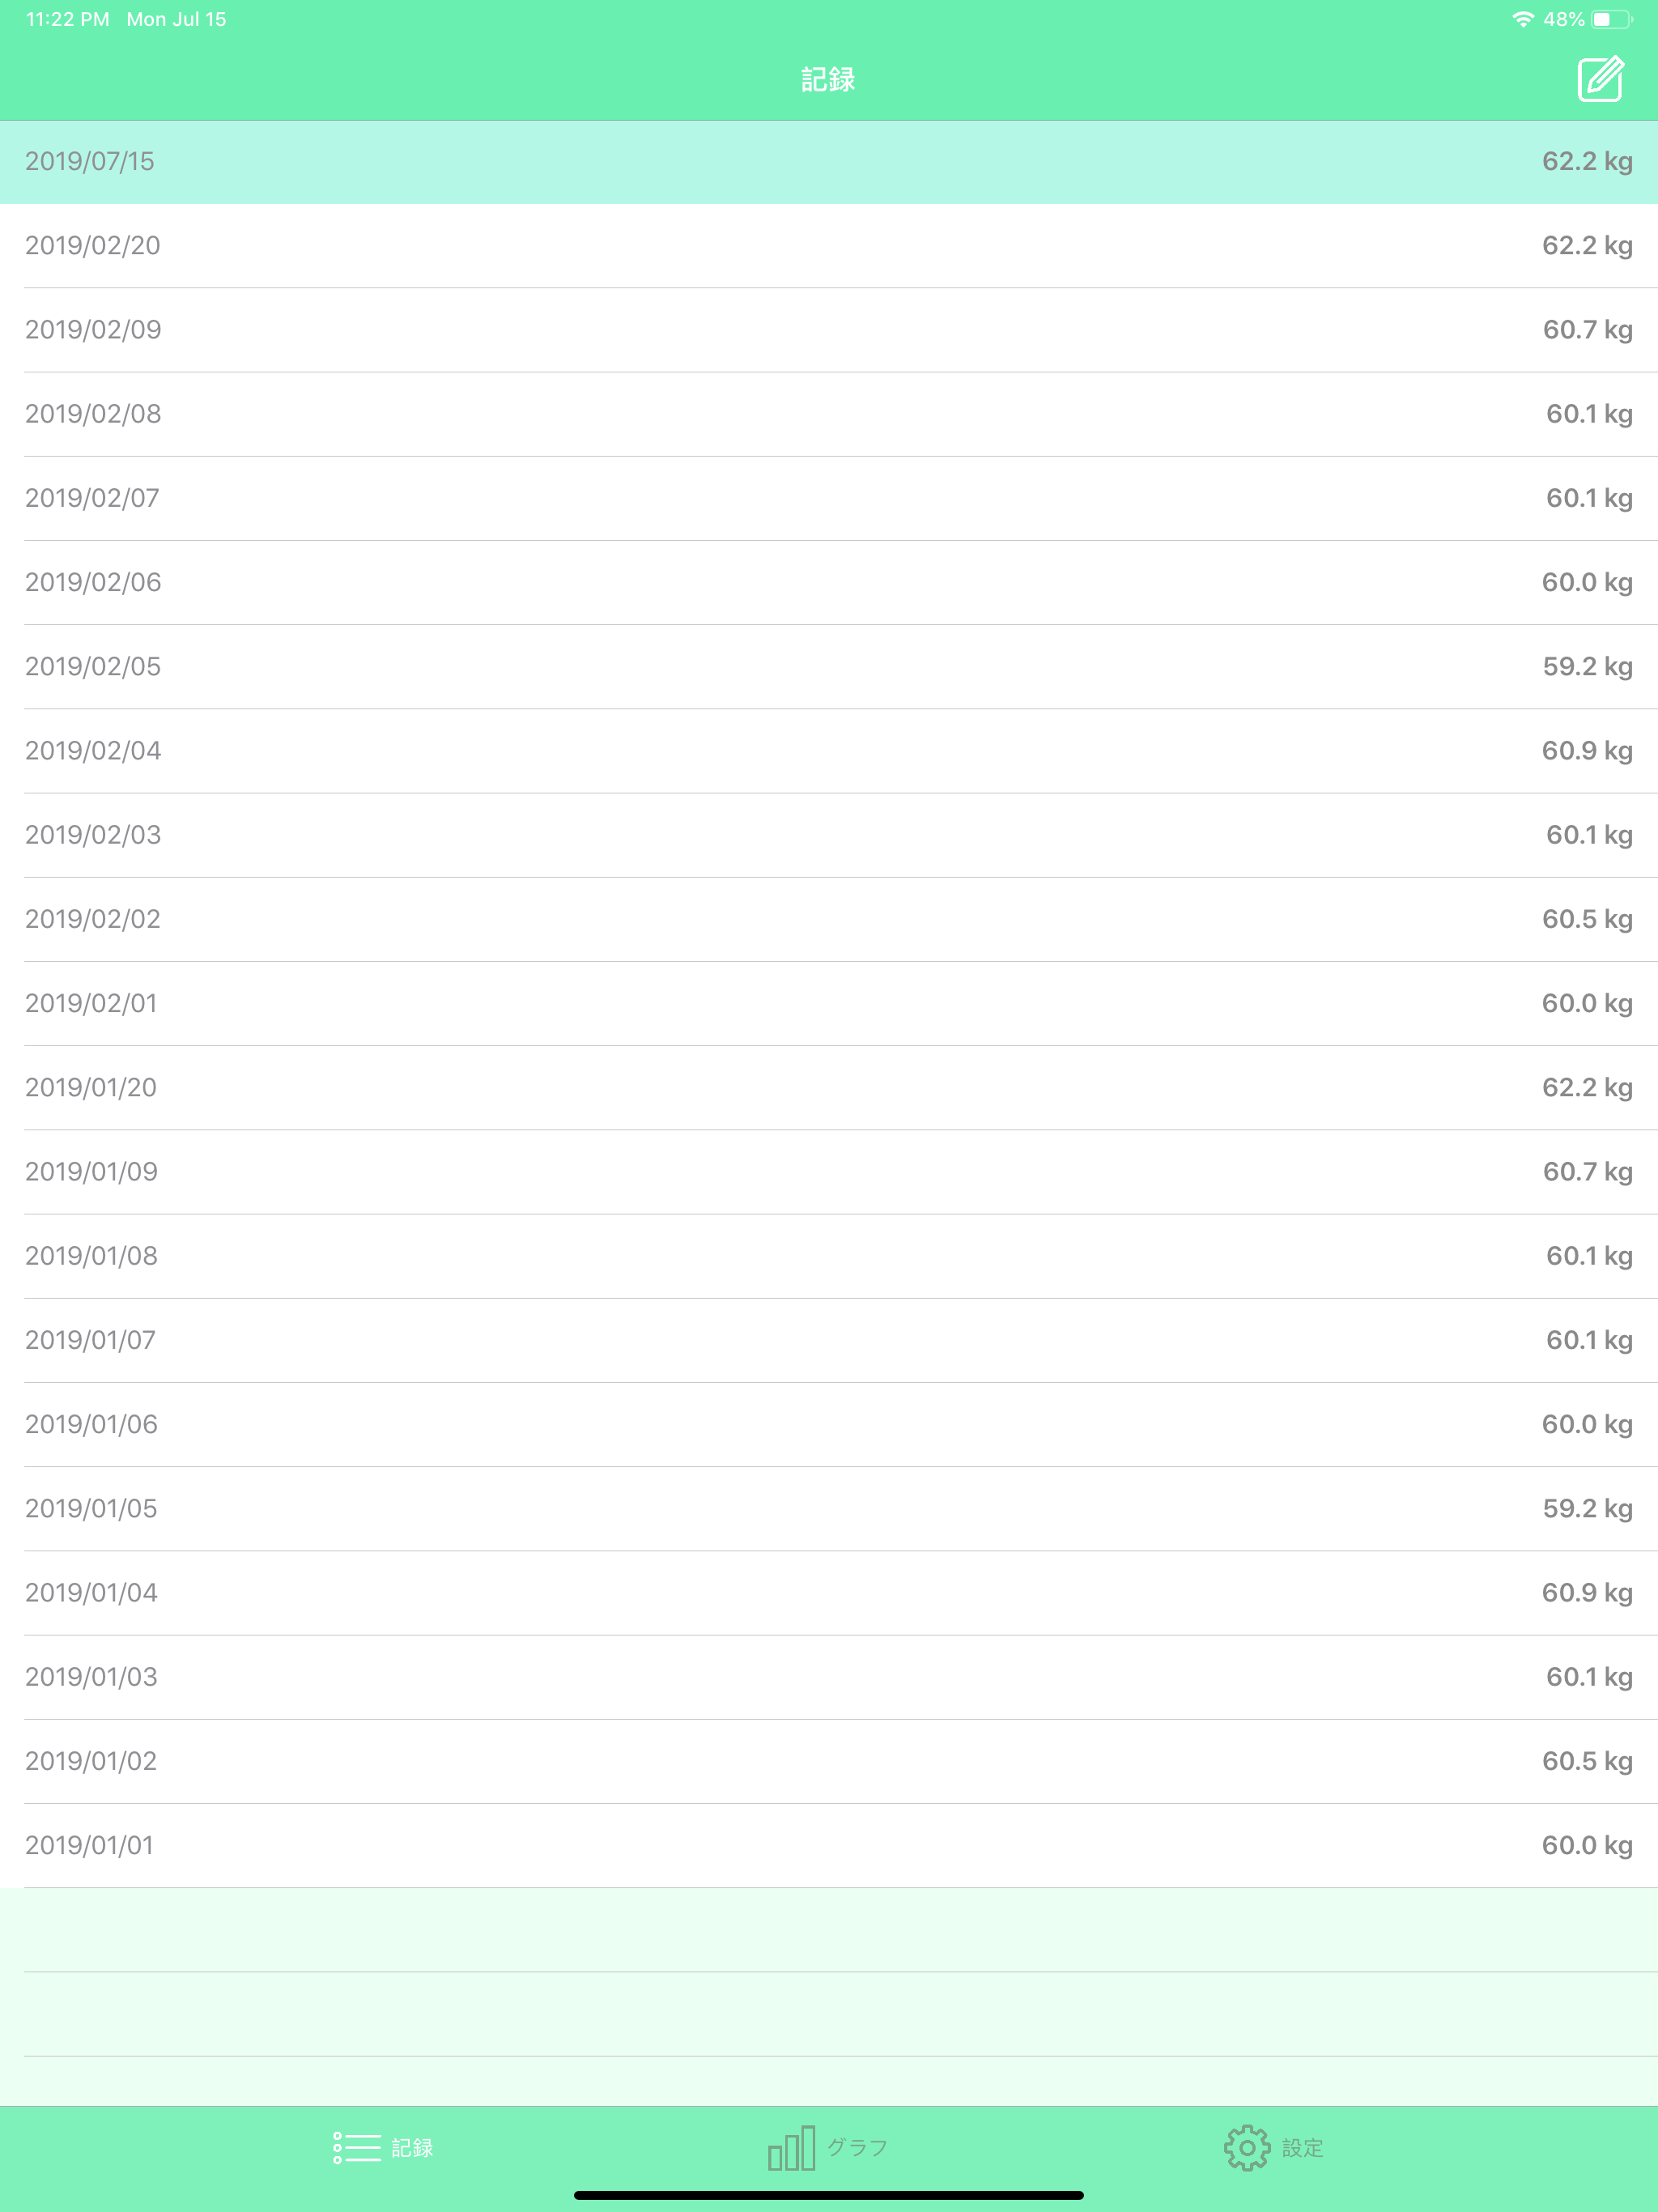 11:22 PM Mon Jul 15 48%
記録
2019/07/15 62.2 kg
2019/02/20 62.2 kg
2019/02/09 60.7 kg
2019/02/08 60.1 kg
2019/02/07 60.1 kg
2019/02/06 60.0 kg
2019/02/05 59.2 kg
2019/02/04 60.9 kg
2019/02/03 60.1 kg
2019/02/02 60.5 kg
2019/02/01 60.0 kg
2019/01/20 62.2 kg
2019/01/09 60.7 kg
2019/01/08 60.1 kg
2019/01/07 60.1 kg
2019/01/06 60.0 kg
2019/01/05 59.2 kg
2019/01/04 60.9 kg
2019/01/03 60.1 kg
2019/01/02 60.5 kg
2019/01/01 60.0 kg
記録 グラフ 設定